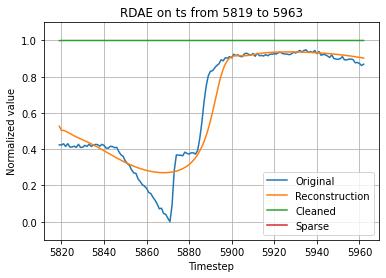 RDAE on ts from 5819 to 5963
Normalized value
1.0
0.8
0.6
0.4
0.2
0.0
5820 5840 5860 5880 5900 5920 5940 5960
Timestep
Original
Reconstruction
Cleaned
Sparse